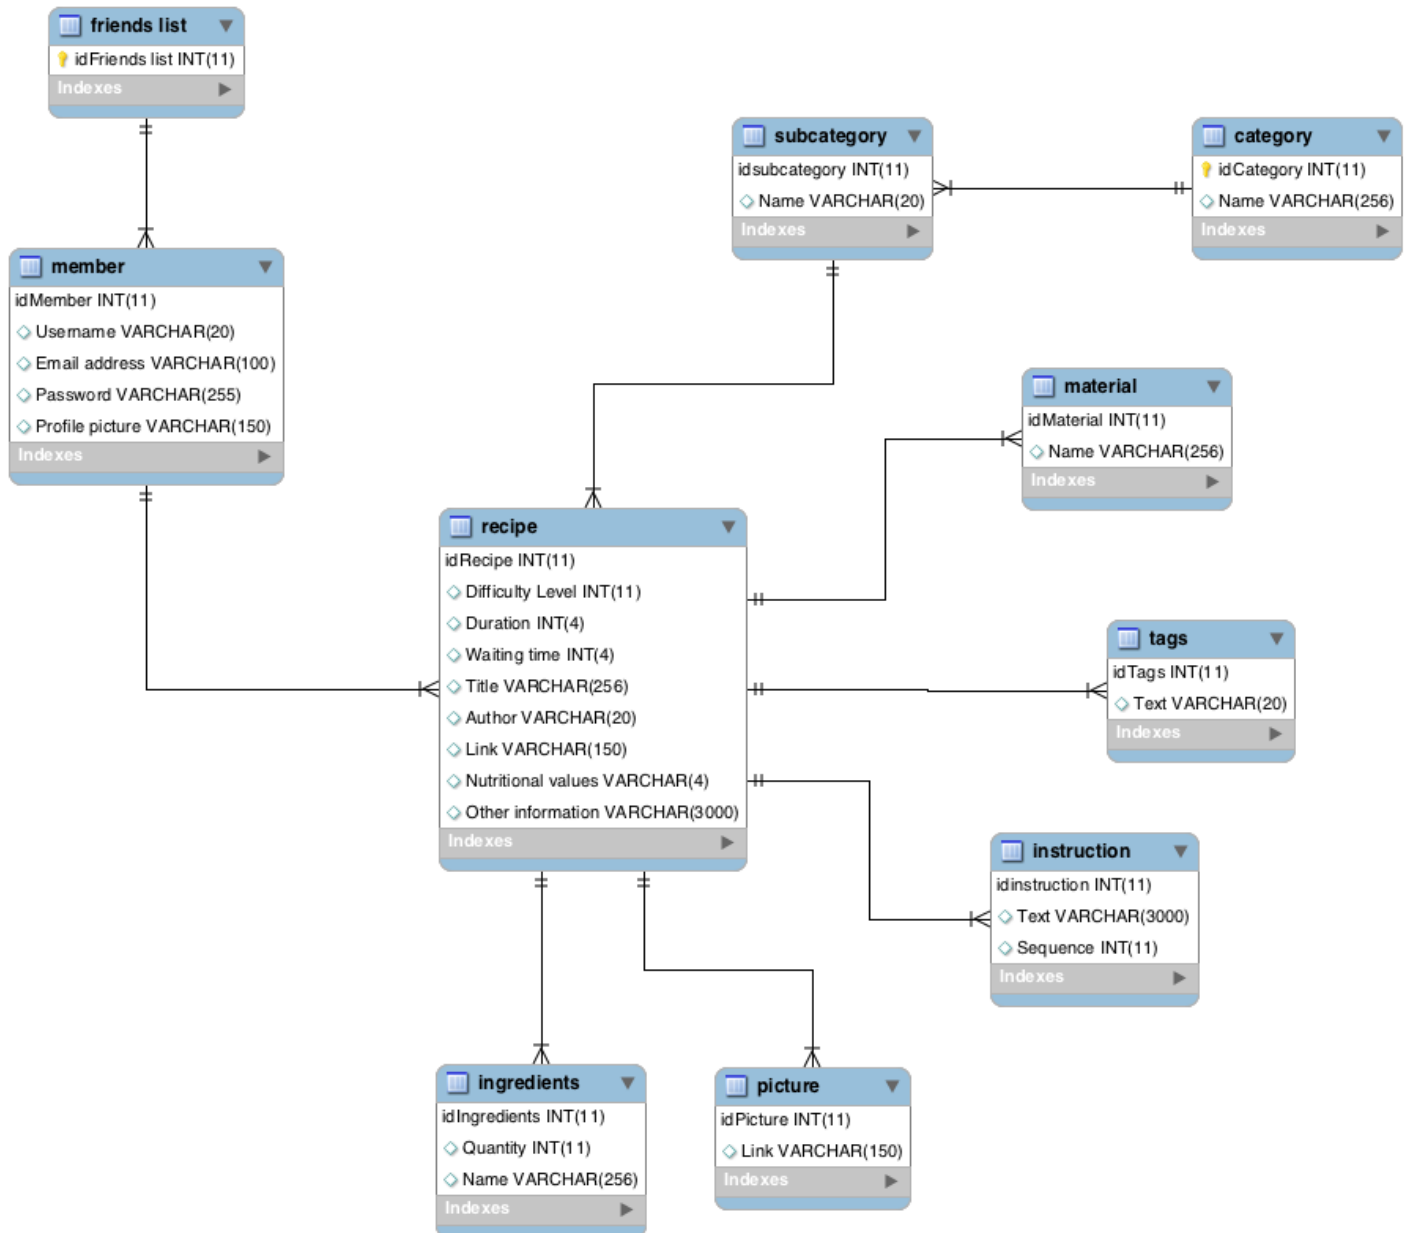 friends list
idFriends list INT(11)
Indexes
member
idMember INT(11)
Username VARCHAR(20)
Email address VARCHAR(100)
Password VARCHAR(255)
Profile picture VARCHAR(150)
Indexes
subcategory
idsubcategory INT(11)
Name VARCHAR(20)
Indexes
category
idCategory INT(11)
Name VARCHAR(256)
Indexes
material
idMaterial INT(11)
Name VARCHAR(256)
Indexes
recipe
idRecipe INT(11)
Difficulty Level INT(11)
Duration INT(4)
Waiting time INT(4)
Title VARCHAR(256)
Author VARCHAR(20)
Link VARCHAR(150)
Nutritional values VARCHAR(4)
Other information VARCHAR(3000)
Indexes
tags
idTags INT(11)
Text VARCHAR(20)
Indexes
instruction
idinstruction INT(11)
Text VARCHAR(3000)
Sequence INT(11)
Indexes
ingredients
idIngredients INT(11)
Quantity INT(11)
Name VARCHAR(256)
Indexes
picture
idPicture INT(11)
Link VARCHAR(150)
Indexes